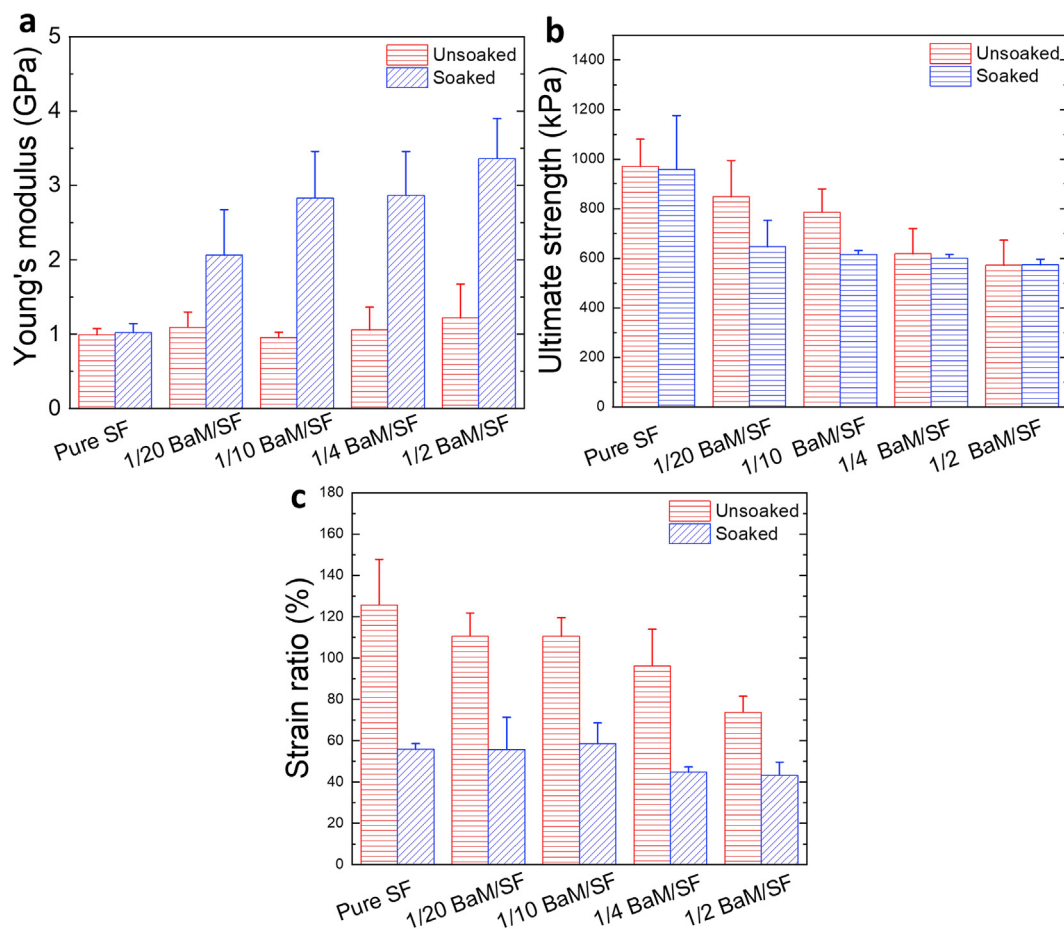 a
Young's modulus (GPa)
5
4
3
2
1
0
Unsoaked
Soaked
Pure SF
1/20 BaM/SF
1/10 BaM/SF
1/4 BaM/SF
1/2 BaM/SF
b
Ultimate strength (kPa)
1400
1200
1000
800
600
400
200
0
Unsoaked
Soaked
Pure SF
1/20 BaM/SF
1/10 BaM/SF
1/4 BaM/SF
1/2 BaM/SF
c
Strain ratio (%)
180
160
140
120
100
80
60
40
20
0
Unsoaked
Soaked
Pure SF
1/20 BaM/SF
1/10 BaM/SF
1/4 BaM/SF
1/2 BaM/SF